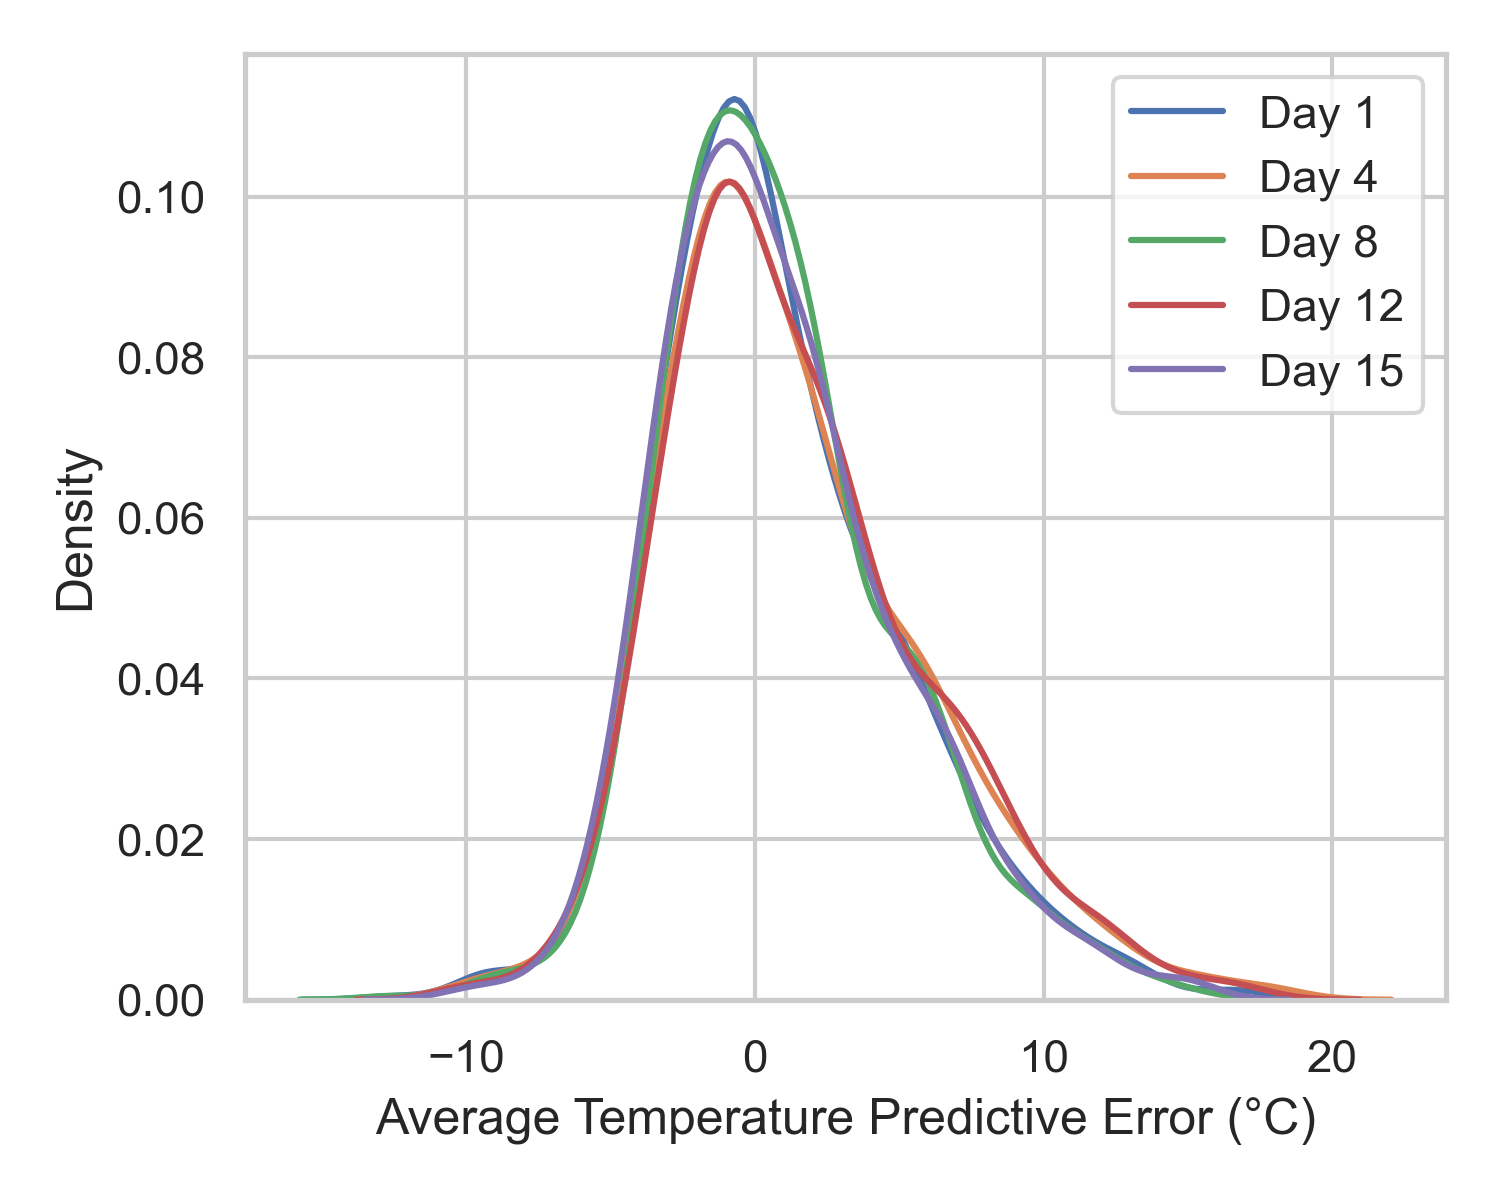 Day 1
Day 4
Day 8
Day 12
Day 15
0.10
0.08
0.06
0.04
0.02
0.00
Density
−10 0 10 20
Average Temperature Predictive Error (°C)